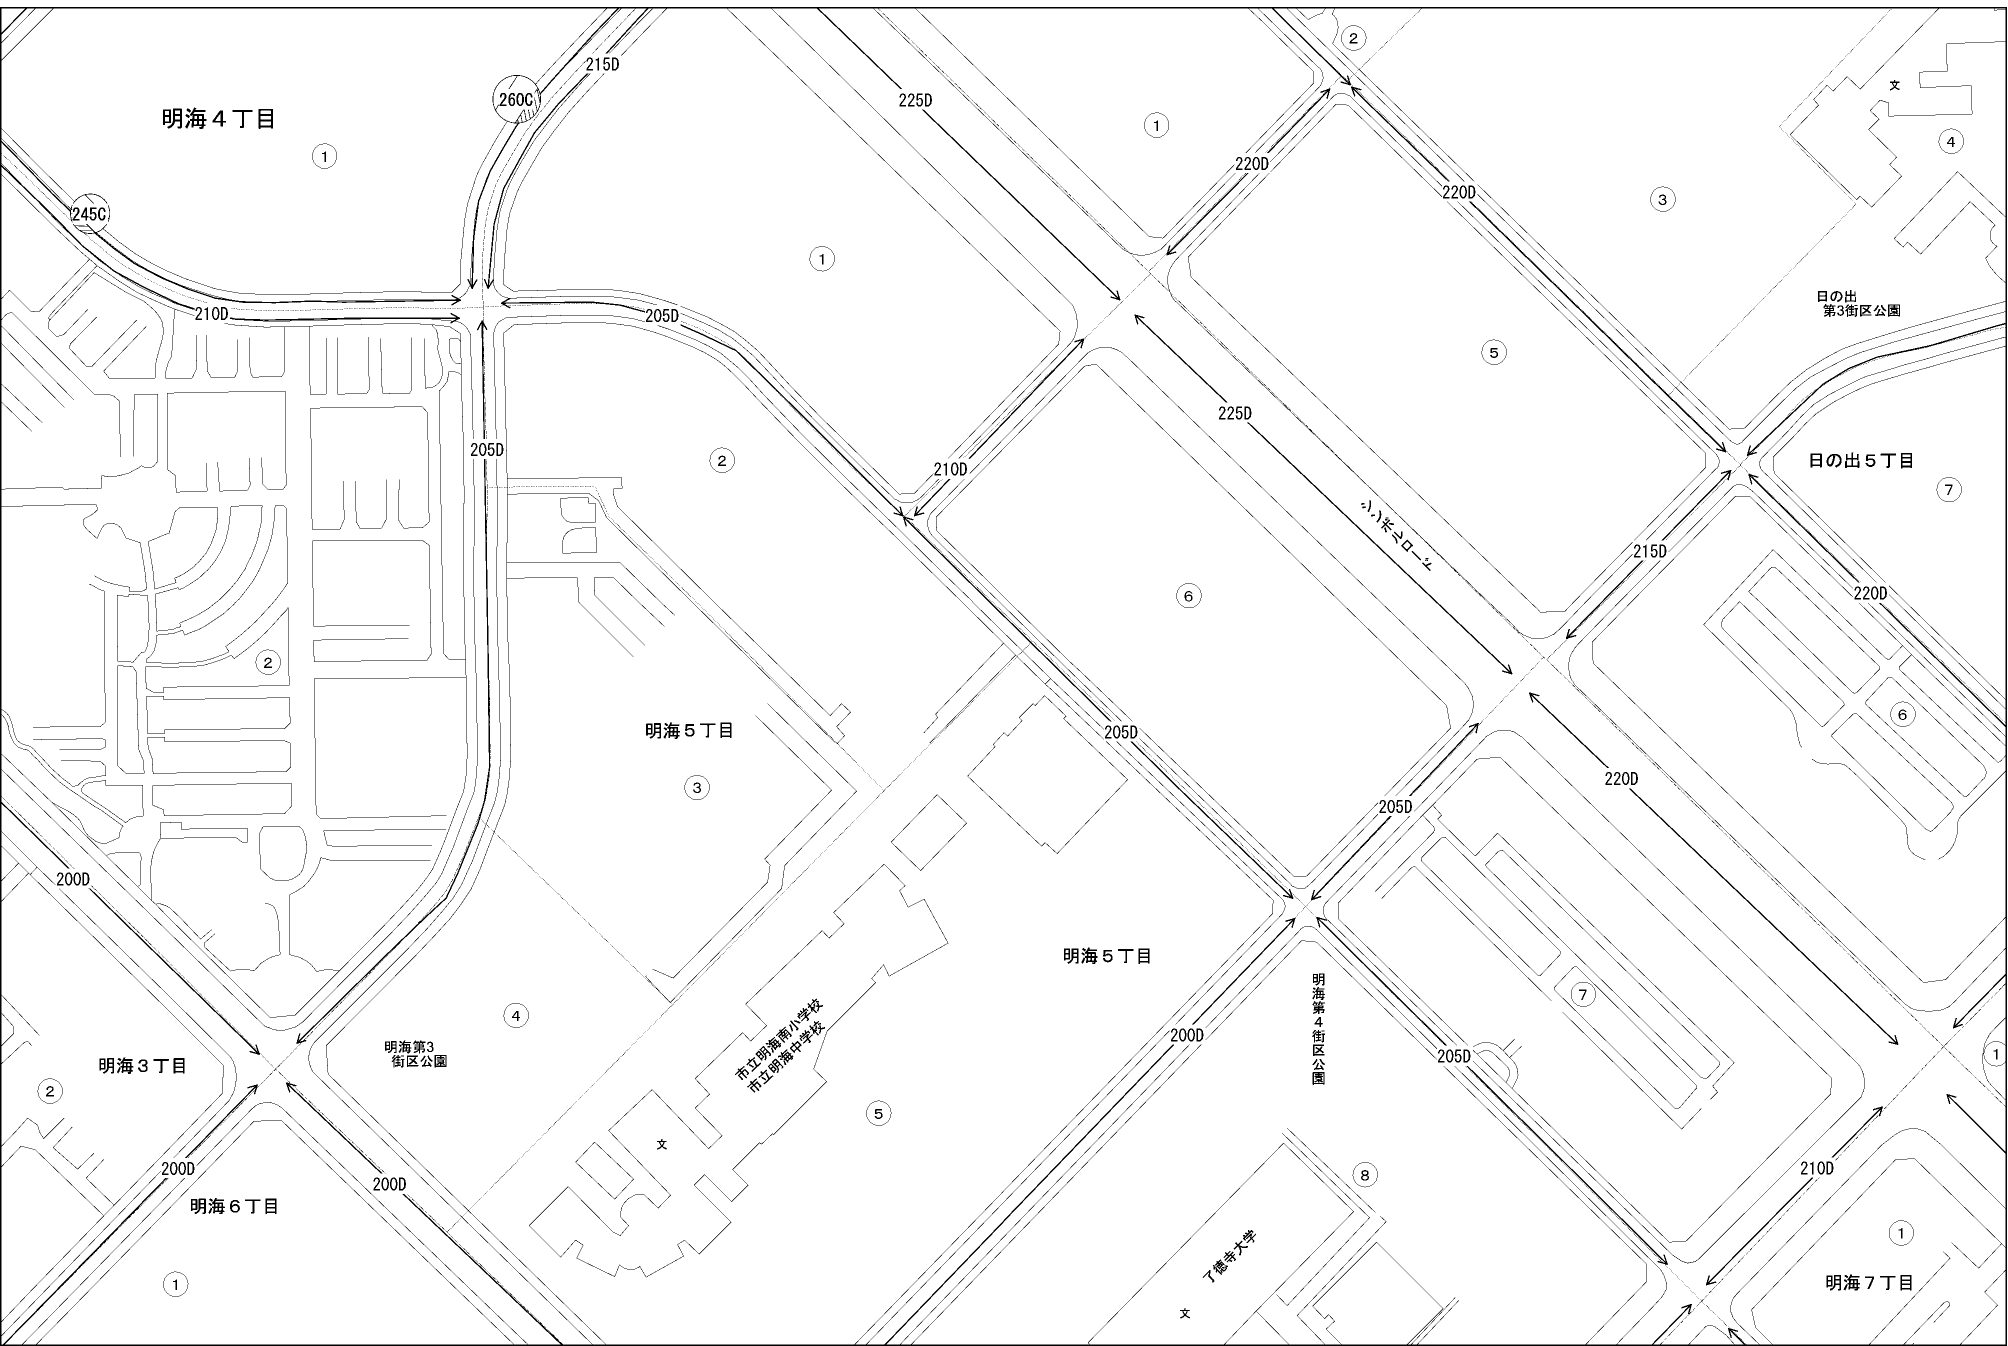 ②
215D
260C
225D
文
明海４丁目
①
①
④
220D
220D
③
245C
①
日の出
第3街区公園
210D
205D
⑤
225D
205D
②
210D
日の出５丁目
⑦
シンボルロード
215D
220D
⑥
②
⑥
明海５丁目
205D
③
220D
205D
200D
明海５丁目
⑦
明海第４街区公園
④
市立明海南小学校
市立明海中学校
200D
明海第3
街区公園
205D
①
明海３丁目
②
⑤
文
200D
200D
210D
⑧
明海６丁目
①
了徳寺大学
①
明海７丁目
文